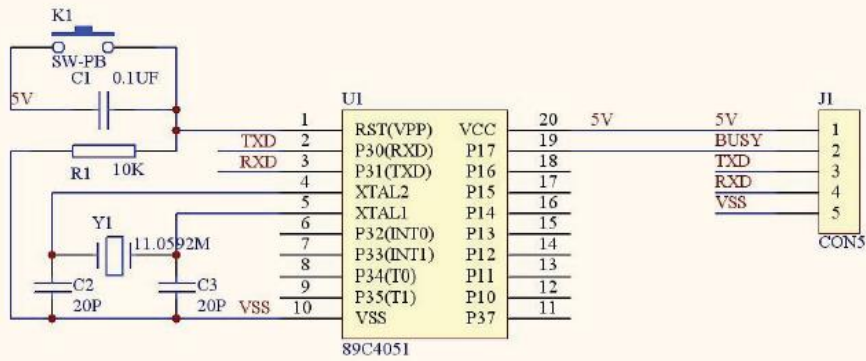 K1
SW-PB
C1 0.1UF
5V
R1 10K
Y1
11.0592M
C2
20P
C3
20P
VSS
TXD
RXD
U1
1 RST(VPP) VCC 20
2 P30(RXD) P17 19
3 P31(TXD) P16 18
4 XTAL2 P15 17
5 XTAL1 P14 16
6 P32(INT0) P13 15
7 P33(INT1) P12 14
8 P34(T0) P11 13
9 P35(T1) P10 12
10 VSS P37 11
89C4051
5V
J1
5V 1
BUSY 2
TXD 3
RXD 4
VSS 5
CON5